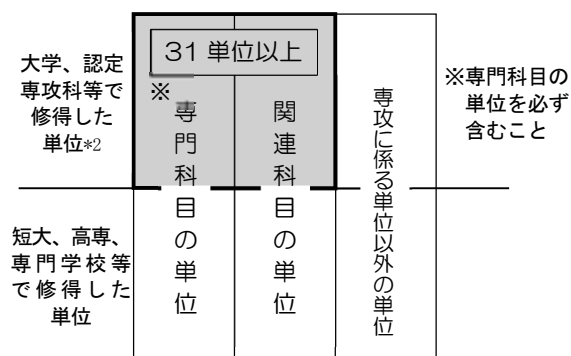 大学、認定
専攻科等で
修得した
単位*2
31 単位以上
※
専門科目の単位
関連科目の単位
専攻に係る単位以外の単位
※専門科目の
単位を必ず
含むこと
短大、高専、
専門学校等
で修得した
単位